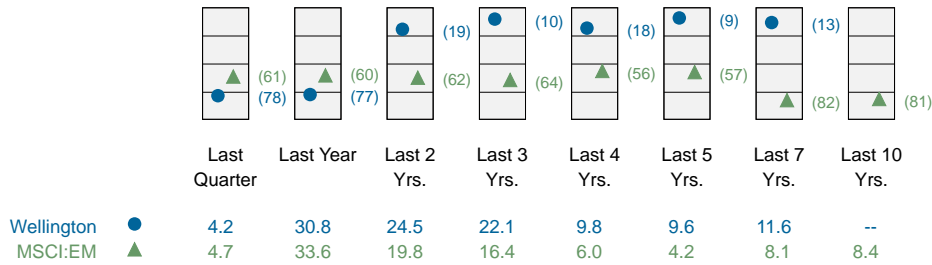 (19) (10) (18) (9) (13)
(61) (60) (62) (64) (56) (57)
(78) (77) (82) (81)
Last Last Year Last 2 Last 3 Last 4 Last 5 Last 7 Last 10
Quarter Yrs. Yrs. Yrs. Yrs. Yrs. Yrs.
Wellington 4.2 30.8 24.5 22.1 9.8 9.6 11.6 --
MSCI:EM 4.7 33.6 19.8 16.4 6.0 4.2 8.1 8.4